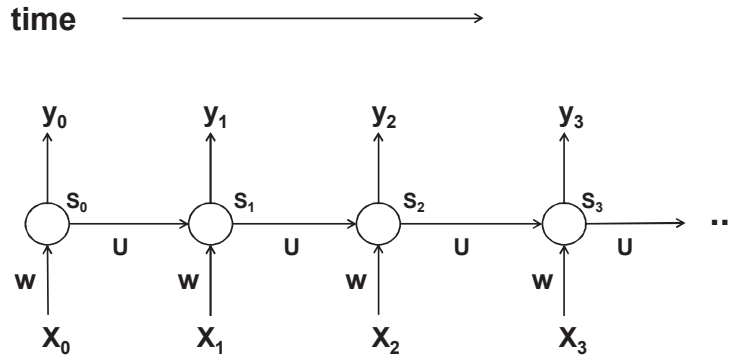 time
y₀ y₁ y₂ y₃
S₀ S₁ S₂ S₃ ..
U U U U
w w w w
X₀ X₁ X₂ X₃